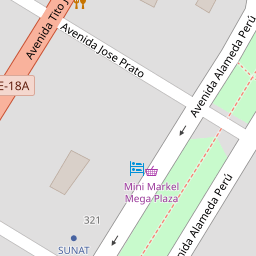 Avenida Tito J
Avenida Jose Prato
Avenida Alameda Perú
E-18A
Mini Markel
Mega Plaza
321
SUNAT
Avenida Alameda Perú